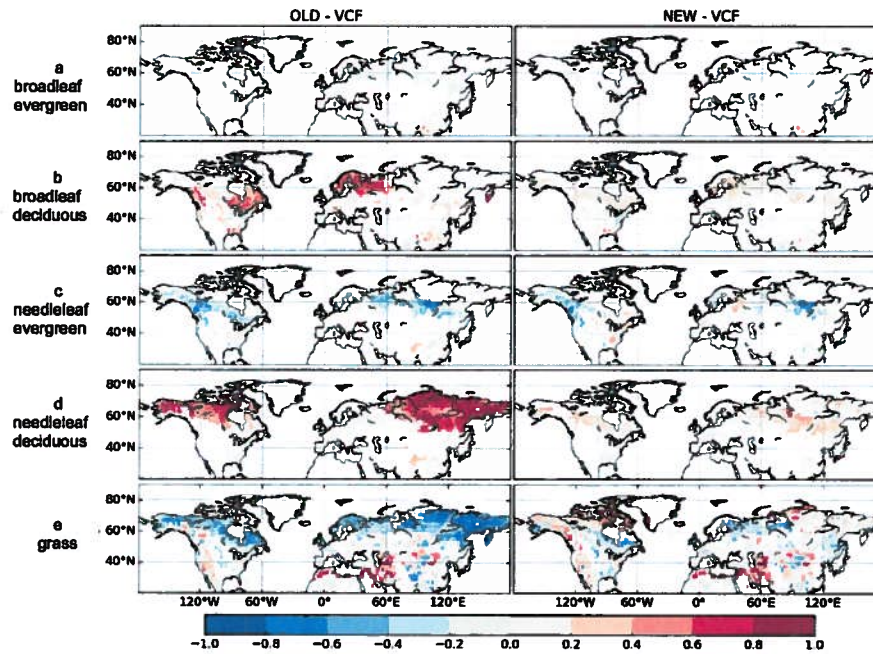 OLD - VCF NEW - VCF
80°N
a
broadleaf
evergreen
60°N
40°N
80°N
b
broadleaf
deciduous
60°N
40°N
80°N
c
needleleaf
evergreen
60°N
40°N
80°N
d
needleleaf
deciduous
60°N
40°N
80°N
e
grass
60°N
40°N
120°W 60°W 0° 60°E 120°E 120°W 60°W 0° 60°E 120°E
−1.0 −0.8 −0.6 −0.4 −0.2 0.0 0.2 0.4 0.6 0.8 1.0